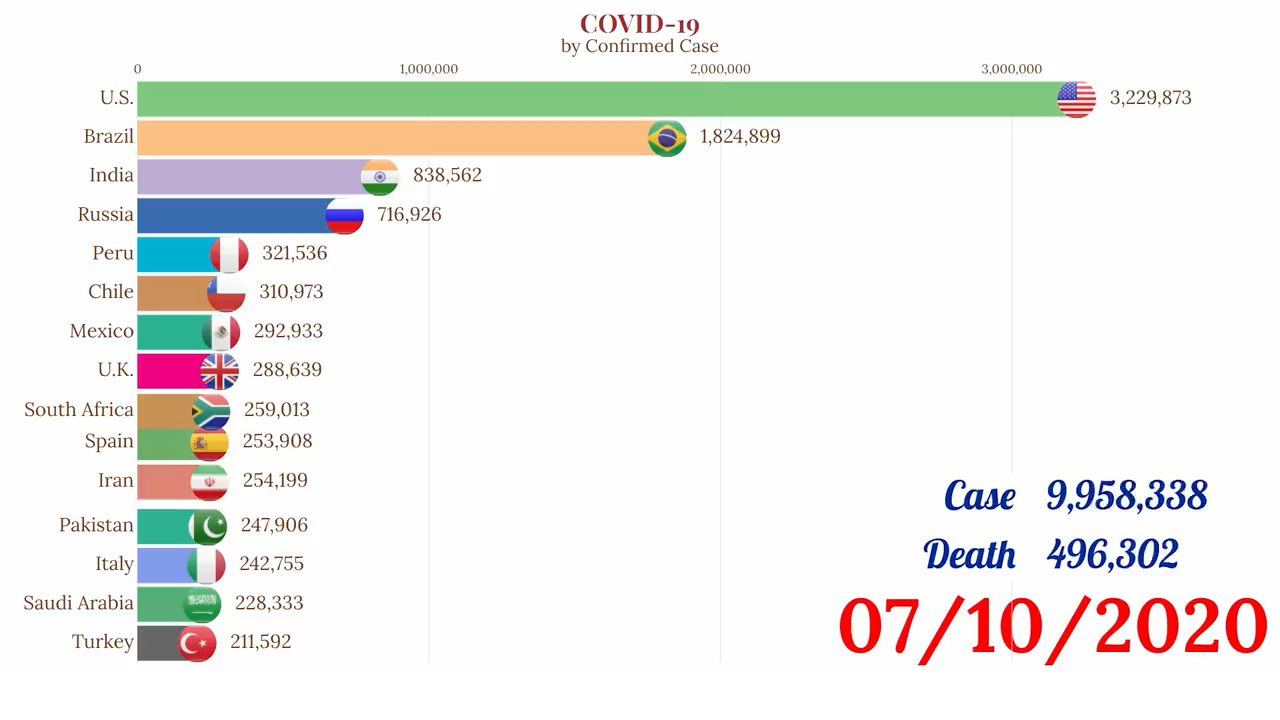 COVID-19
by Confirmed Case
0 1,000,000 2,000,000 3,000,000
U.S. 3,229,873
Brazil 1,824,899
India 838,562
Russia 716,926
Peru 321,536
Chile 310,973
Mexico 292,933
U.K. 288,639
South Africa 259,013
Spain 253,908
Iran 254,199
Pakistan 247,906
Italy 242,755
Saudi Arabia 228,333
Turkey 211,592
Case 9,958,338
Death 496,302
07/10/2020